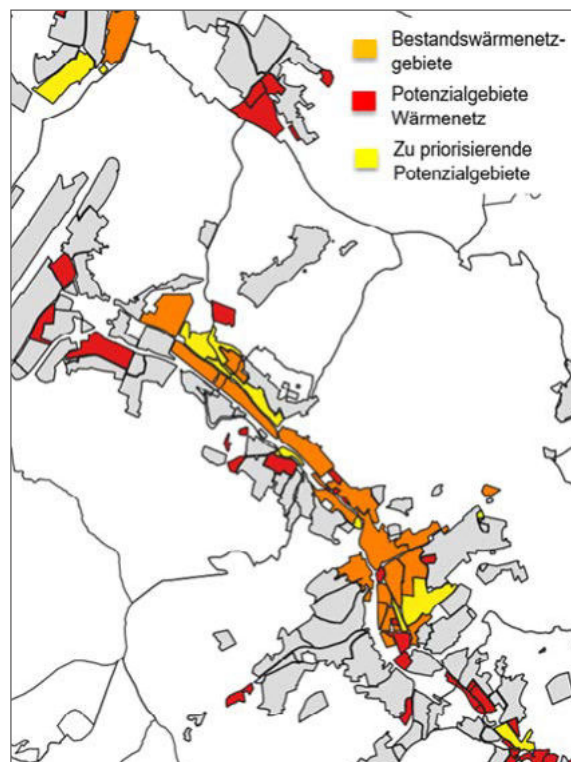 Bestandswärmenetz-
gebiete
Potenzialgebiete
Wärmenetz
Zu priorisierende
Potenzialgebiete